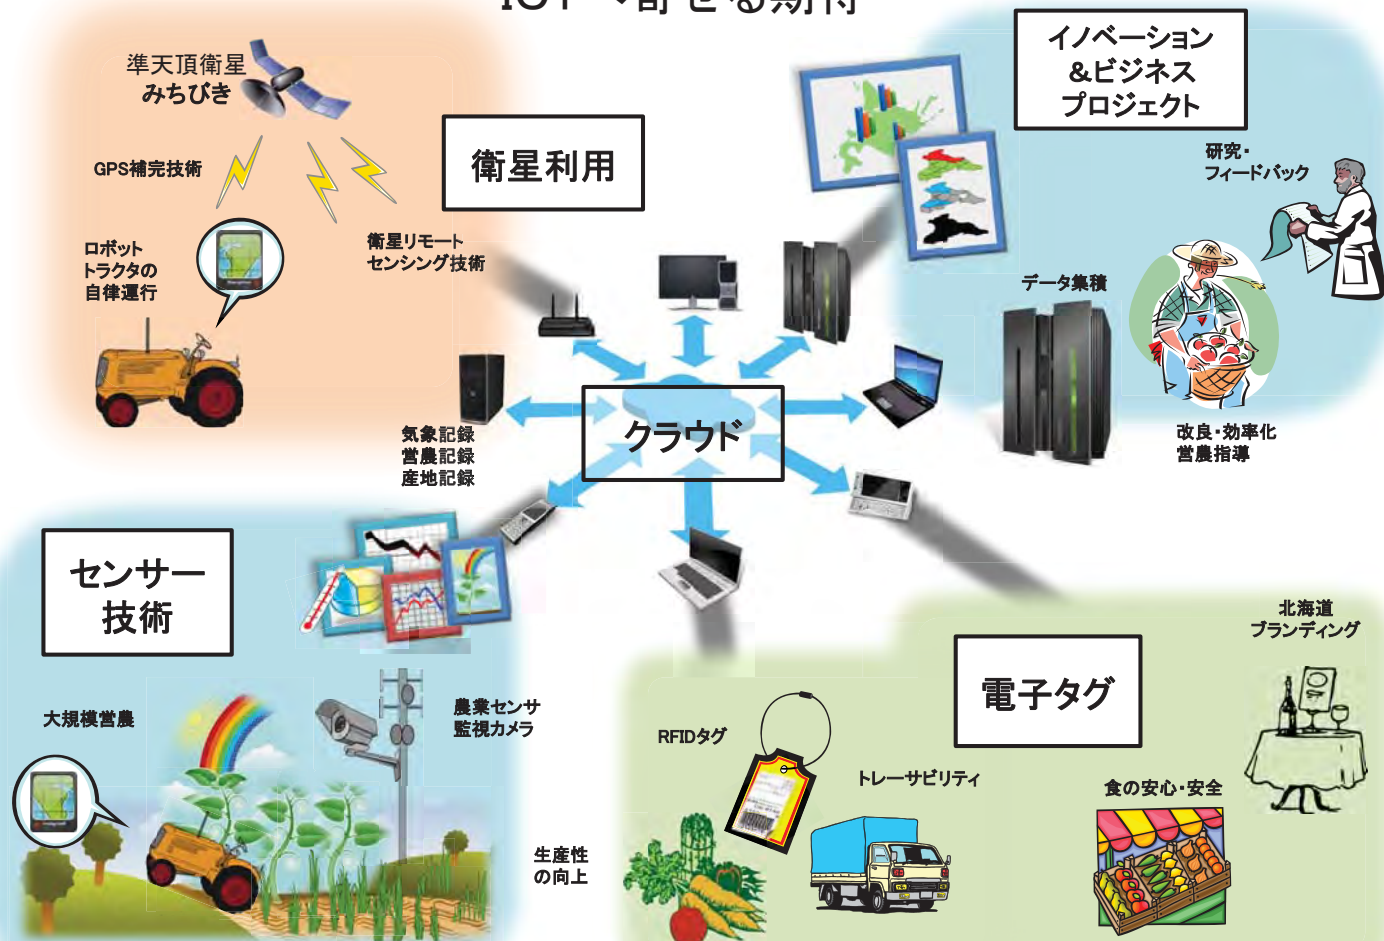 へ寄せる期待
準天頂衛星
みちびき
GPS補完技術
衛星利用
ロボット
トラクタの
自律運行
衛星リモート
センシング技術
イノベーション
&ビジネス
プロジェクト
研究・
フィードバック
データ集積
改良・効率化
営農指導
クラウド
気象記録
営農記録
産地記録
センサー
技術
大規模営農
農業センサ
監視カメラ
生産性
の向上
電子タグ
北海道
ブランディング
RFIDタグ
トレーサビリティ
食の安心・安全